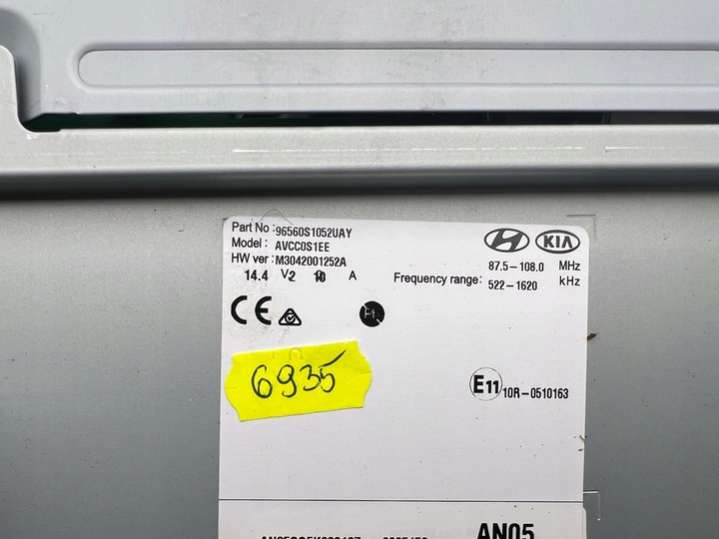 Part No : 96560S1052UAY
Model : AVCC0S1EE
HW ver : M3042001252A
14.4 V A
KIA
87.5-108.0 MHz
Frequency range: 522-1620 kHz
CE
6935
E11 10R-0510163
AN05